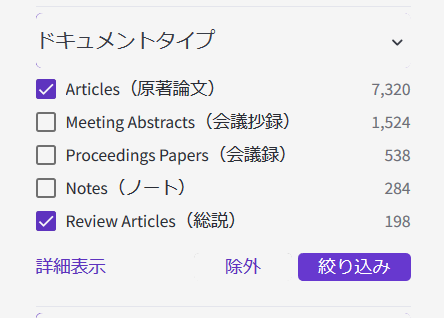 ドキュメントタイプ
Articles（原著論文） 7,320
Meeting Abstracts（会議抄録） 1,524
Proceedings Papers（会議録） 538
Notes（ノート） 284
Review Articles（総説） 198
詳細表示 除外 絞り込み